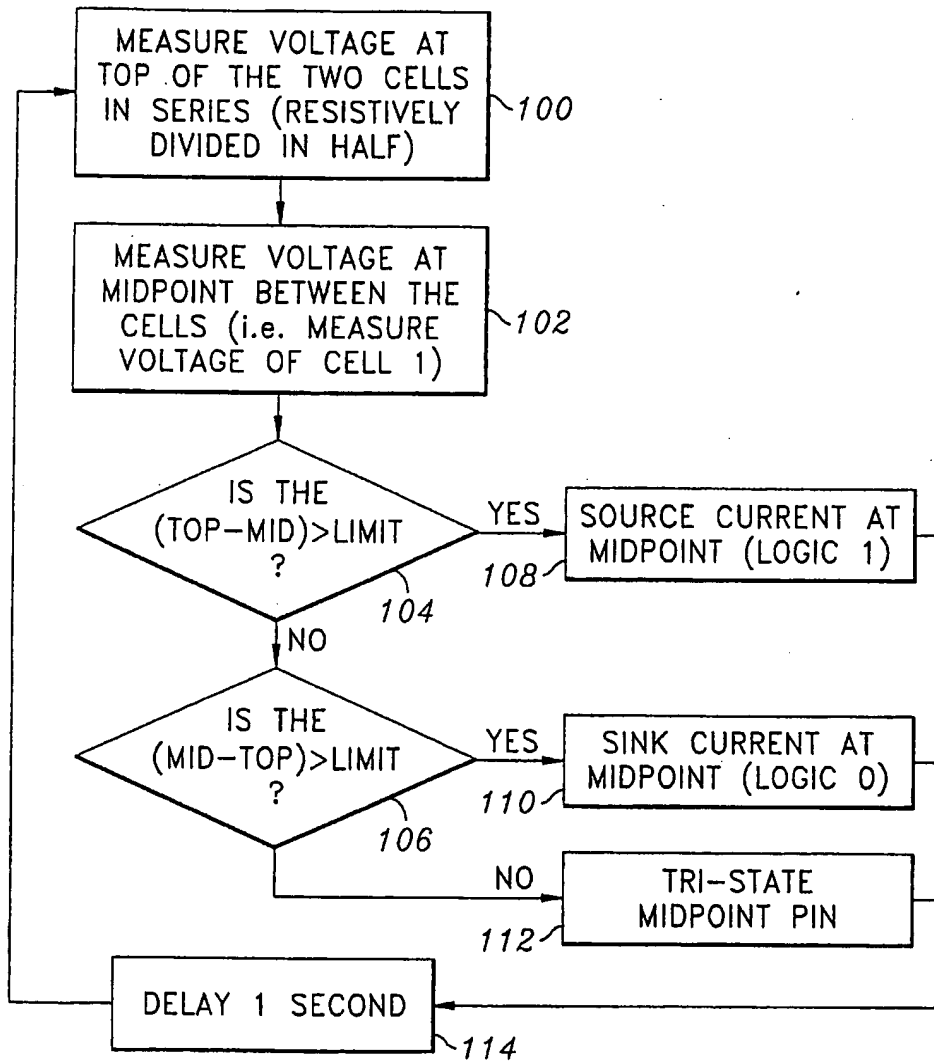 MEASURE VOLTAGE AT
TOP OF THE TWO CELLS
IN SERIES (RESISTIVELY
DIVIDED IN HALF)
100
MEASURE VOLTAGE AT
MIDPOINT BETWEEN THE
CELLS (i.e. MEASURE
VOLTAGE OF CELL 1)
102
IS THE
(TOP-MID)>LIMIT
?
104
YES
SOURCE CURRENT AT
MIDPOINT (LOGIC 1)
108
NO
IS THE
(MID-TOP)>LIMIT
?
106
YES
SINK CURRENT AT
MIDPOINT (LOGIC 0)
110
NO
TRI-STATE
MIDPOINT PIN
112
DELAY 1 SECOND
114